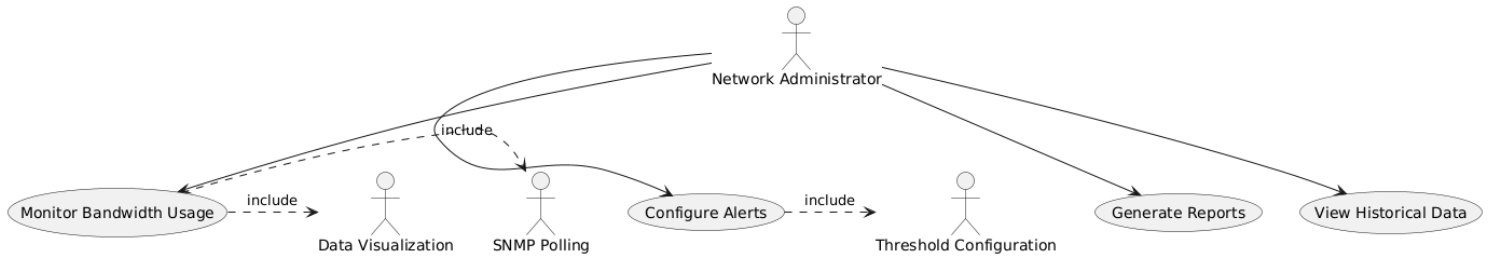 Network Administrator
include
Monitor Bandwidth Usage
include
Data Visualization
SNMP Polling
Configure Alerts
include
Threshold Configuration
Generate Reports
View Historical Data